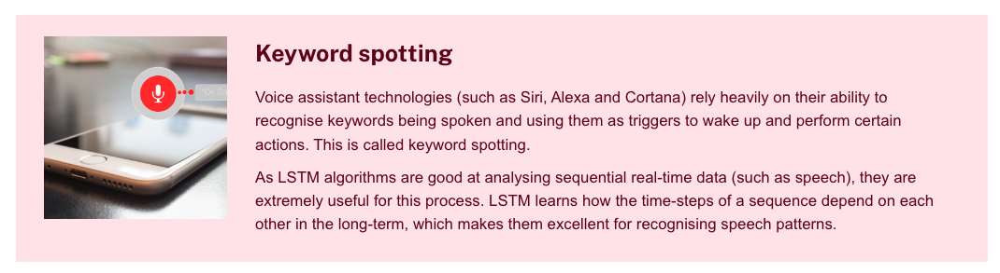 Keyword spotting
Voice assistant technologies (such as Siri, Alexa and Cortana) rely heavily on their ability to
recognise keywords being spoken and using them as triggers to wake up and perform certain
actions. This is called keyword spotting.
As LSTM algorithms are good at analysing sequential real-time data (such as speech), they are
extremely useful for this process. LSTM learns how the time-steps of a sequence depend on each
other in the long-term, which makes them excellent for recognising speech patterns.